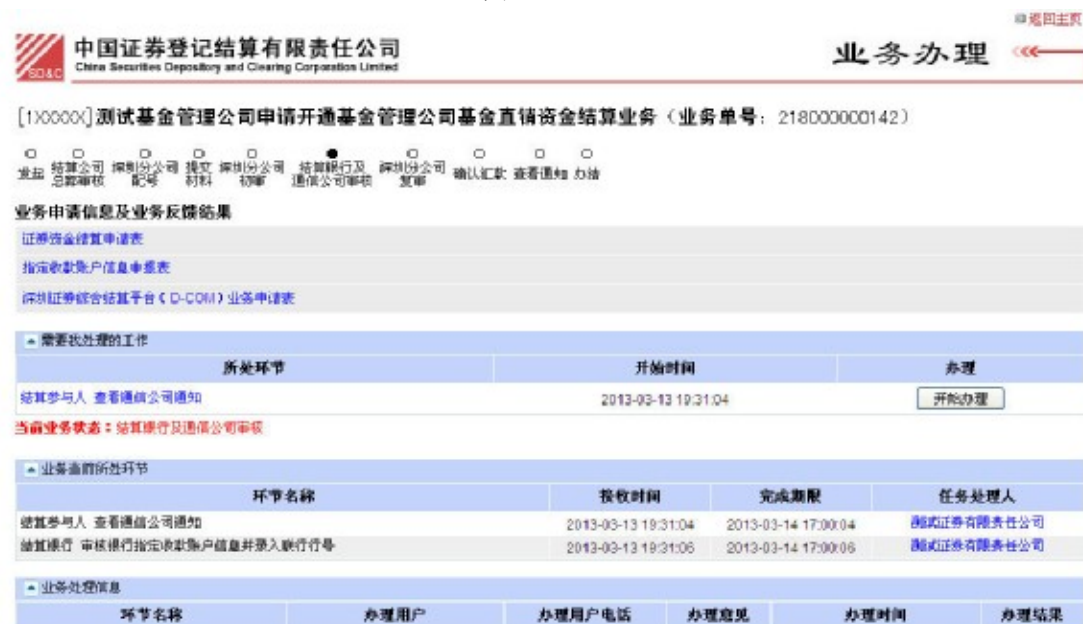 返回主页
中国证券登记结算有限责任公司
China Securities Depository and Clearing Corporation Limited
SD&C
业务办理
[1XXXXX]测试基金管理公司申请开通基金管理公司基金直销资金结算业务（业务单号：218000000142）
发起 结算公司总部审核 深圳分公司配号 提交材料 深圳分公司初审 结算银行及通信公司审核 深圳分公司复审 确认汇款 查看通知 办结
业务申请信息及业务反馈结果
证券资金结算申请表
指定收款账户信息申报表
深圳证券综合结算平台（D-COM）业务申请表
需要我处理的工作
所处环节 开始时间 办理
结算参与人 查看通信公司通知 2013-03-13 19:31:04 开始办理
当前业务状态：结算银行及通信公司审核
业务当前所处环节
环节名称 接收时间 完成期限 任务处理人
结算参与人 查看通信公司通知 2013-03-13 19:31:04 2013-03-14 17:00:04 测试证券有限责任公司
结算银行 审核银行指定收款账户信息并录入联行行号 2013-03-13 19:31:06 2013-03-14 17:00:06 测试证券有限责任公司
业务处理信息
环节名称 办理用户 办理用户电话 办理意见 办理时间 办理结果